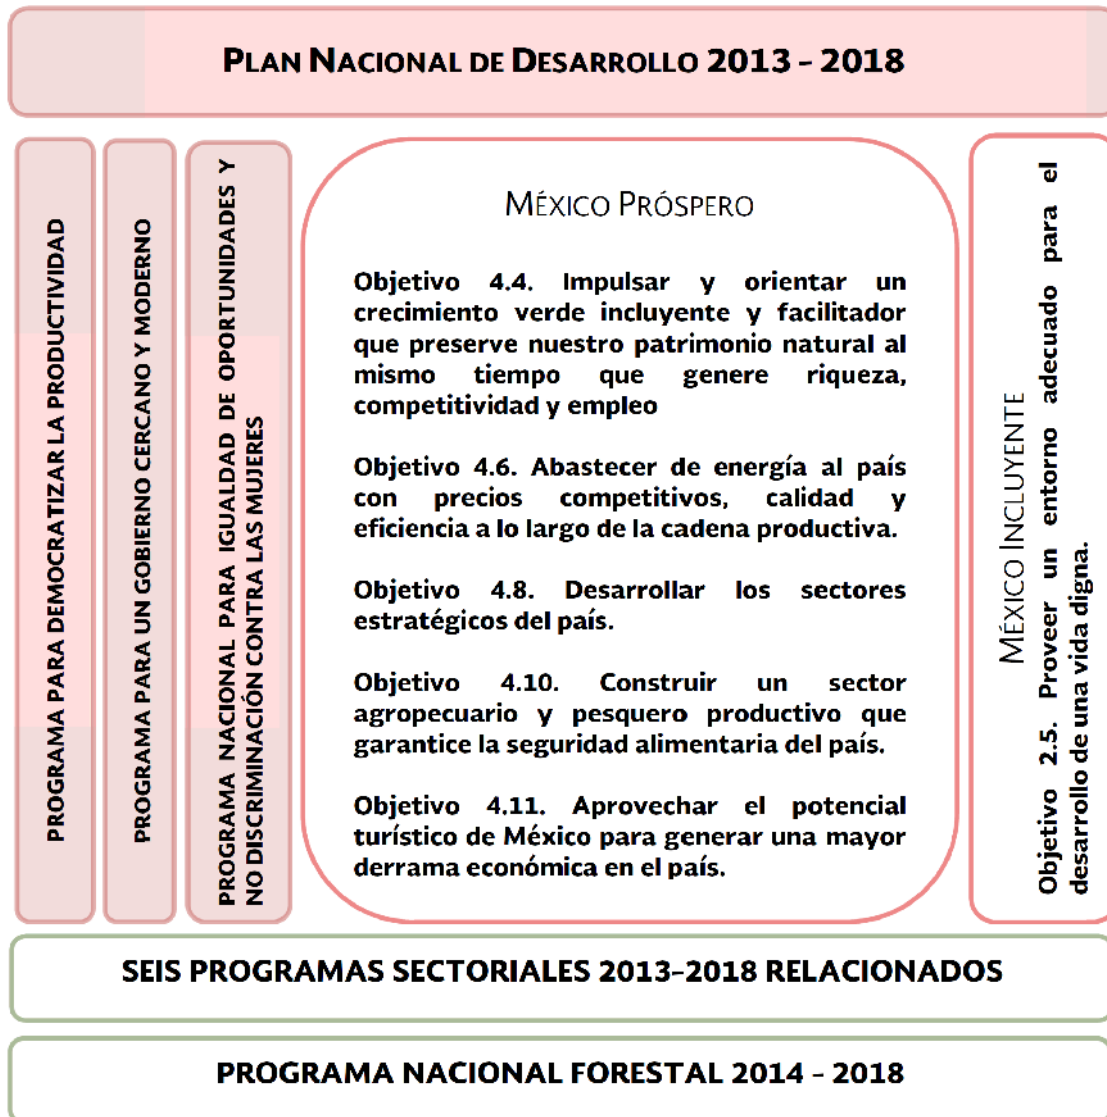 PLAN NACIONAL DE DESARROLLO 2013 - 2018
PROGRAMA PARA DEMOCRATIZAR LA PRODUCTIVIDAD
PROGRAMA PARA UN GOBIERNO CERCANO Y MODERNO
PROGRAMA NACIONAL PARA IGUALDAD DE OPORTUNIDADES Y
NO DISCRIMINACIÓN CONTRA LAS MUJERES
MÉXICO PRÓSPERO
Objetivo 4.4. Impulsar y orientar un
crecimiento verde incluyente y facilitador
que preserve nuestro patrimonio natural al
mismo tiempo que genere riqueza,
competitividad y empleo
Objetivo 4.6. Abastecer de energía al país
con precios competitivos, calidad y
eficiencia a lo largo de la cadena productiva.
Objetivo 4.8. Desarrollar los sectores
estratégicos del país.
Objetivo 4.10. Construir un sector
agropecuario y pesquero productivo que
garantice la seguridad alimentaria del país.
Objetivo 4.11. Aprovechar el potencial
turístico de México para generar una mayor
derrama económica en el país.
MÉXICO INCLUYENTE
Objetivo 2.5. Proveer un entorno adecuado para el
desarrollo de una vida digna.
SEIS PROGRAMAS SECTORIALES 2013-2018 RELACIONADOS
PROGRAMA NACIONAL FORESTAL 2014 - 2018